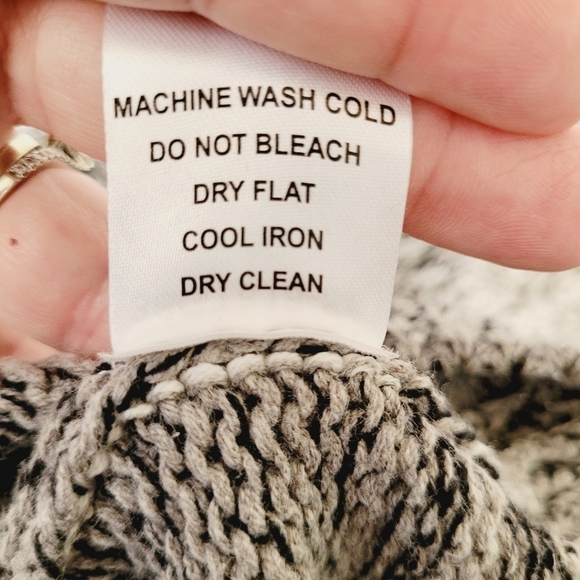 MACHINE WASH COLD
DO NOT BLEACH
DRY FLAT
COOL IRON
DRY CLEAN